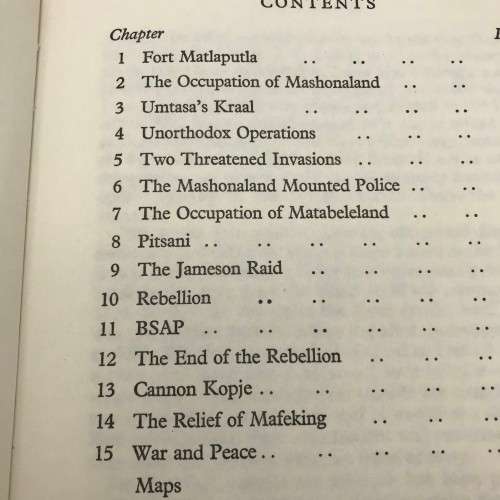 CONTENTS
Chapter
1 Fort Matlaputla .. .. .. ..
2 The Occupation of Mashonaland .. ..
3 Umtasa's Kraal .. .. .. ..
4 Unorthodox Operations .. .. ..
5 Two Threatened Invasions .. .. ..
6 The Mashonaland Mounted Police .. ..
7 The Occupation of Matabeleland .. ..
8 Pitsani .. .. .. .. .. ..
9 The Jameson Raid .. .. .. ..
10 Rebellion .. .. .. .. ..
11 BSAP .. .. .. .. .. ..
12 The End of the Rebellion .. .. ..
13 Cannon Kopje .. .. .. .. ..
14 The Relief of Mafeking .. .. ..
15 War and Peace .. .. .. .. ..
Maps